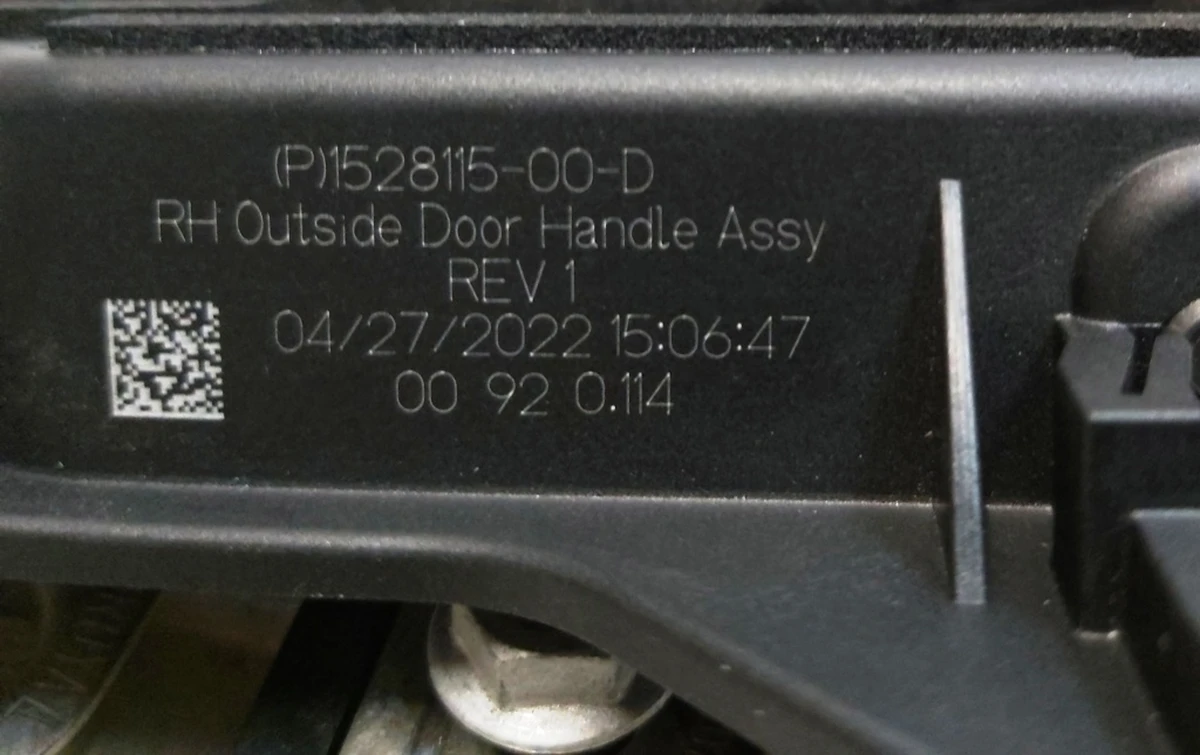 (P)1528115-00-D
RH Outside Door Handle Assy
REV 1
04/27/2022 15:06:47
00 92 0.114